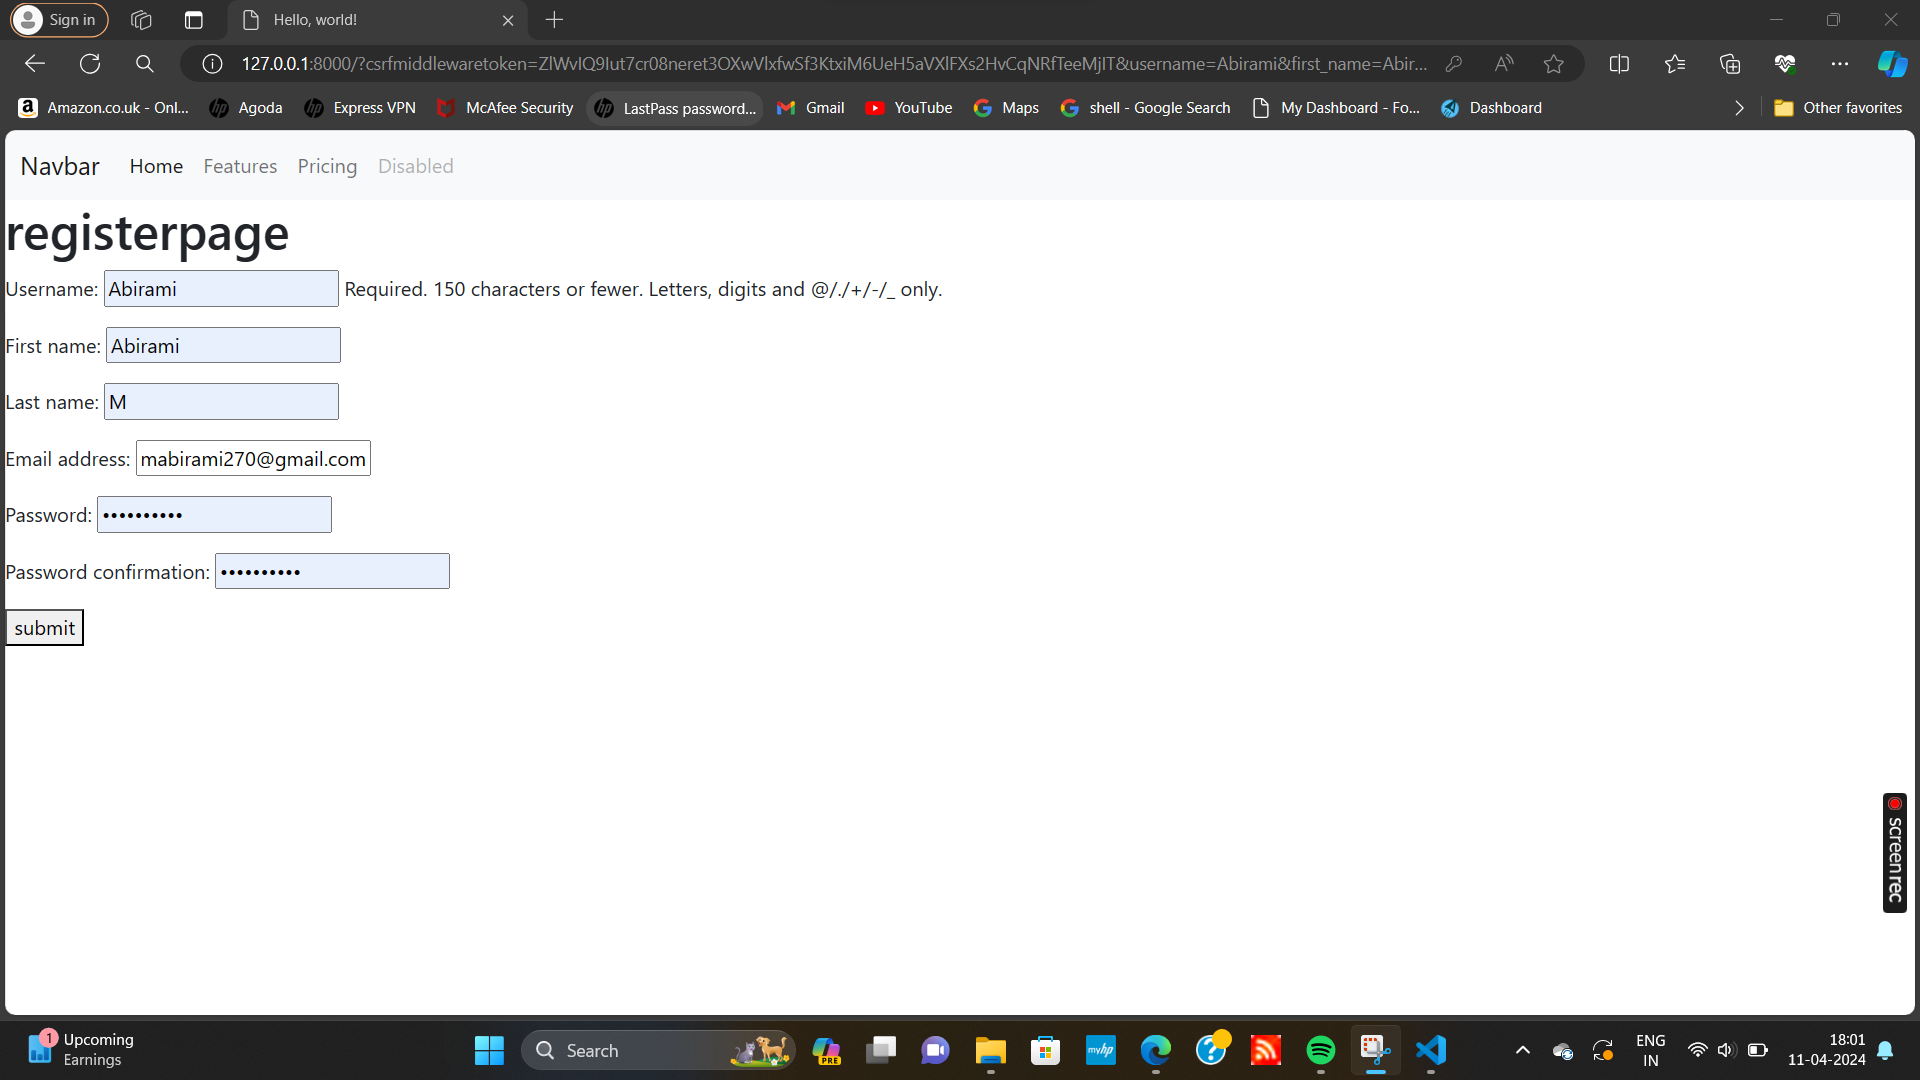 Sign in
Hello, world!
127.0.0.1:8000/?csrfmiddlewaretoken=ZlWvIQ9Iut7cr08neret3OXwVlxfwSf3KtxiM6UeH5aVXlFXs2HvCqNRfTeeMjIT&username=Abirami&first_name=Abir...
Amazon.co.uk - Onl... Agoda Express VPN McAfee Security LastPass password... Gmail YouTube Maps shell - Google Search My Dashboard - Fo... Dashboard Other favorites
Navbar Home Features Pricing Disabled
registerpage
Username: Abirami Required. 150 characters or fewer. Letters, digits and @/./+/-/_ only.
First name: Abirami
Last name: M
Email address: mabirami270@gmail.com
Password: ••••••••••
Password confirmation: ••••••••••
submit
screenrec
1 Upcoming
Earnings
Search
PRE
myhp
ENG
IN
18:01
11-04-2024